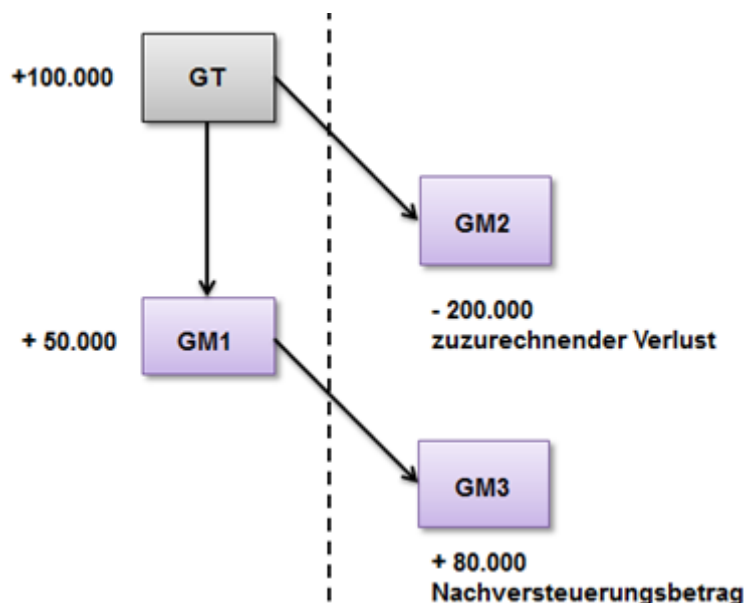 +100.000
GT
GM2
- 200.000
zuzurechnender Verlust
+ 50.000
GM1
GM3
+ 80.000
Nachversteuerungsbetrag